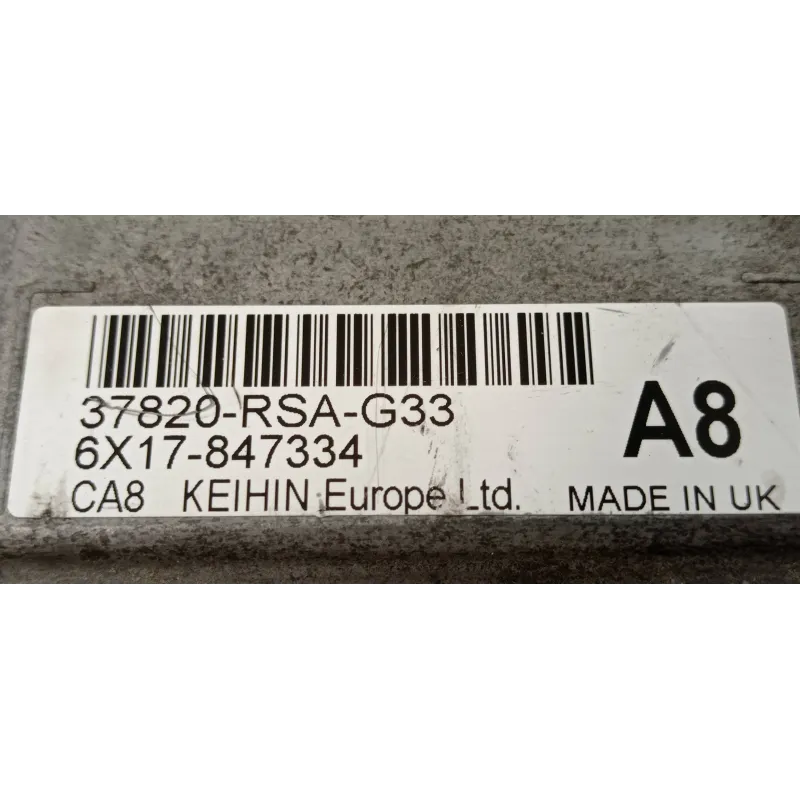 37820-RSA-G33
6X17-847334
A8
CA8 KEIHIN Europe Ltd. MADE IN UK